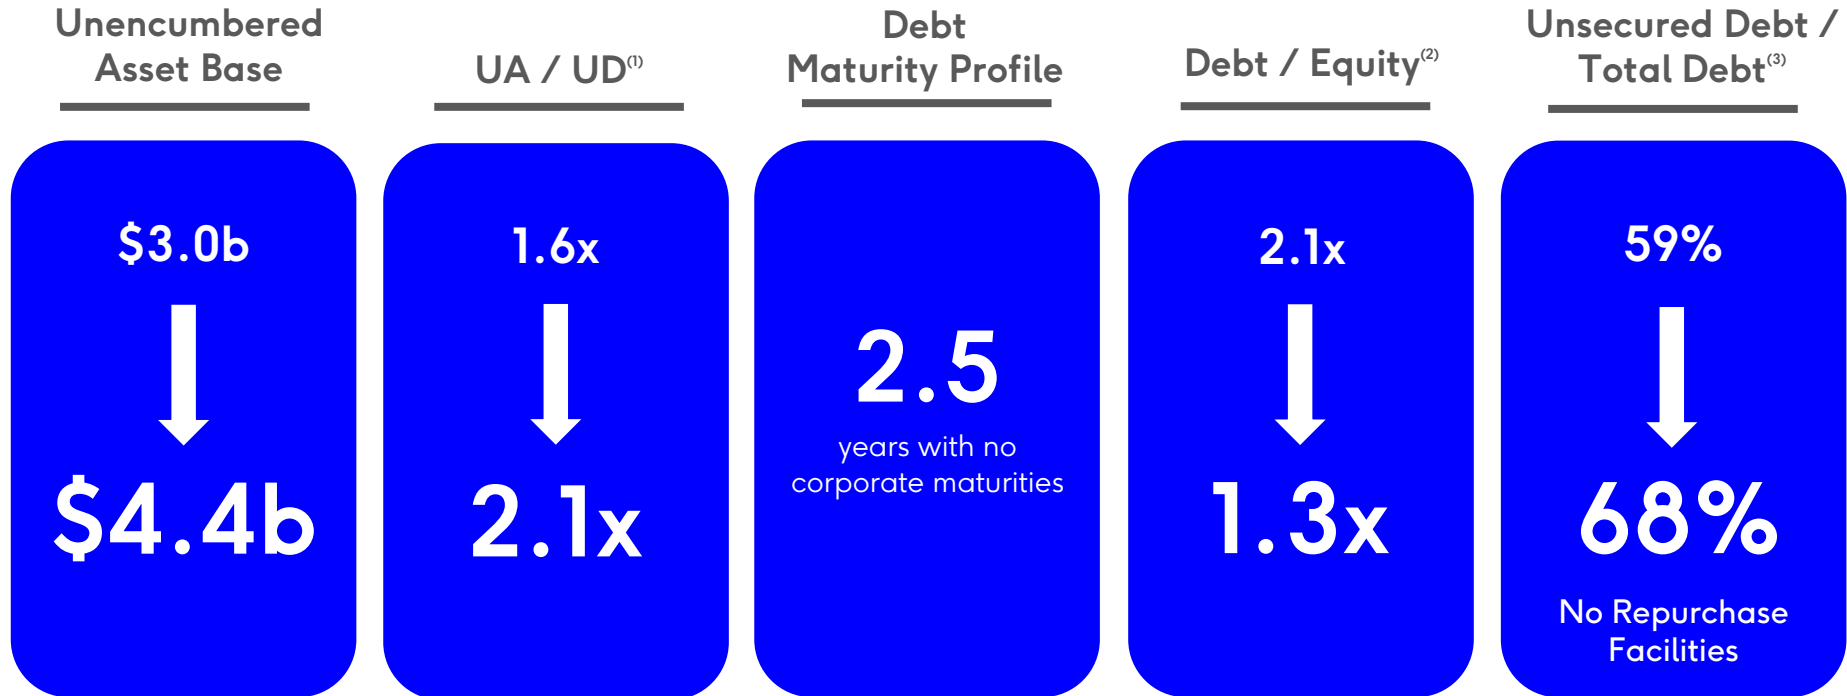 Unencumbered
Asset Base
$3.0b
$4.4b
UA / UD(1)
1.6x
2.1x
Debt
Maturity Profile
2.5
years with no
corporate maturities
Debt / Equity(2)
2.1x
1.3x
Unsecured Debt /
Total Debt(3)
59%
68%
No Repurchase
Facilities